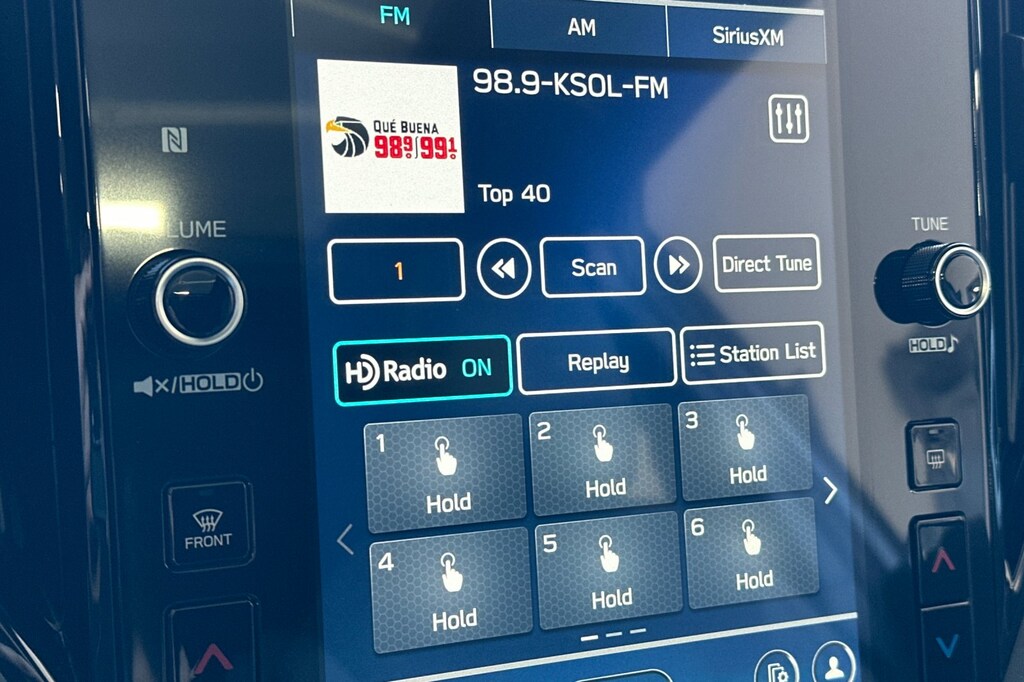 FM
AM
SiriusXM
98.9-KSOL-FM
QUÉ BUENA
98.9 99.1
Top 40
LUME
TUNE
1
Scan
Direct Tune
HOLD
HD Radio ON
Replay
Station List
/HOLD
1
Hold
2
Hold
3
Hold
4
Hold
5
Hold
6
Hold
FRONT